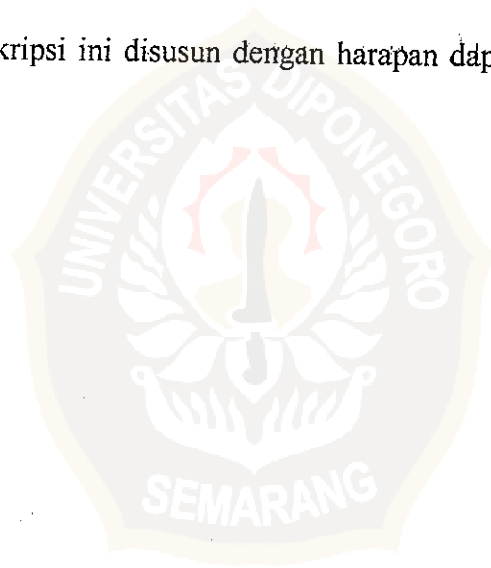 kripsi ini disusun dengan harapan dap
UNIVERSITAS DIPONEGORO
SEMARANG